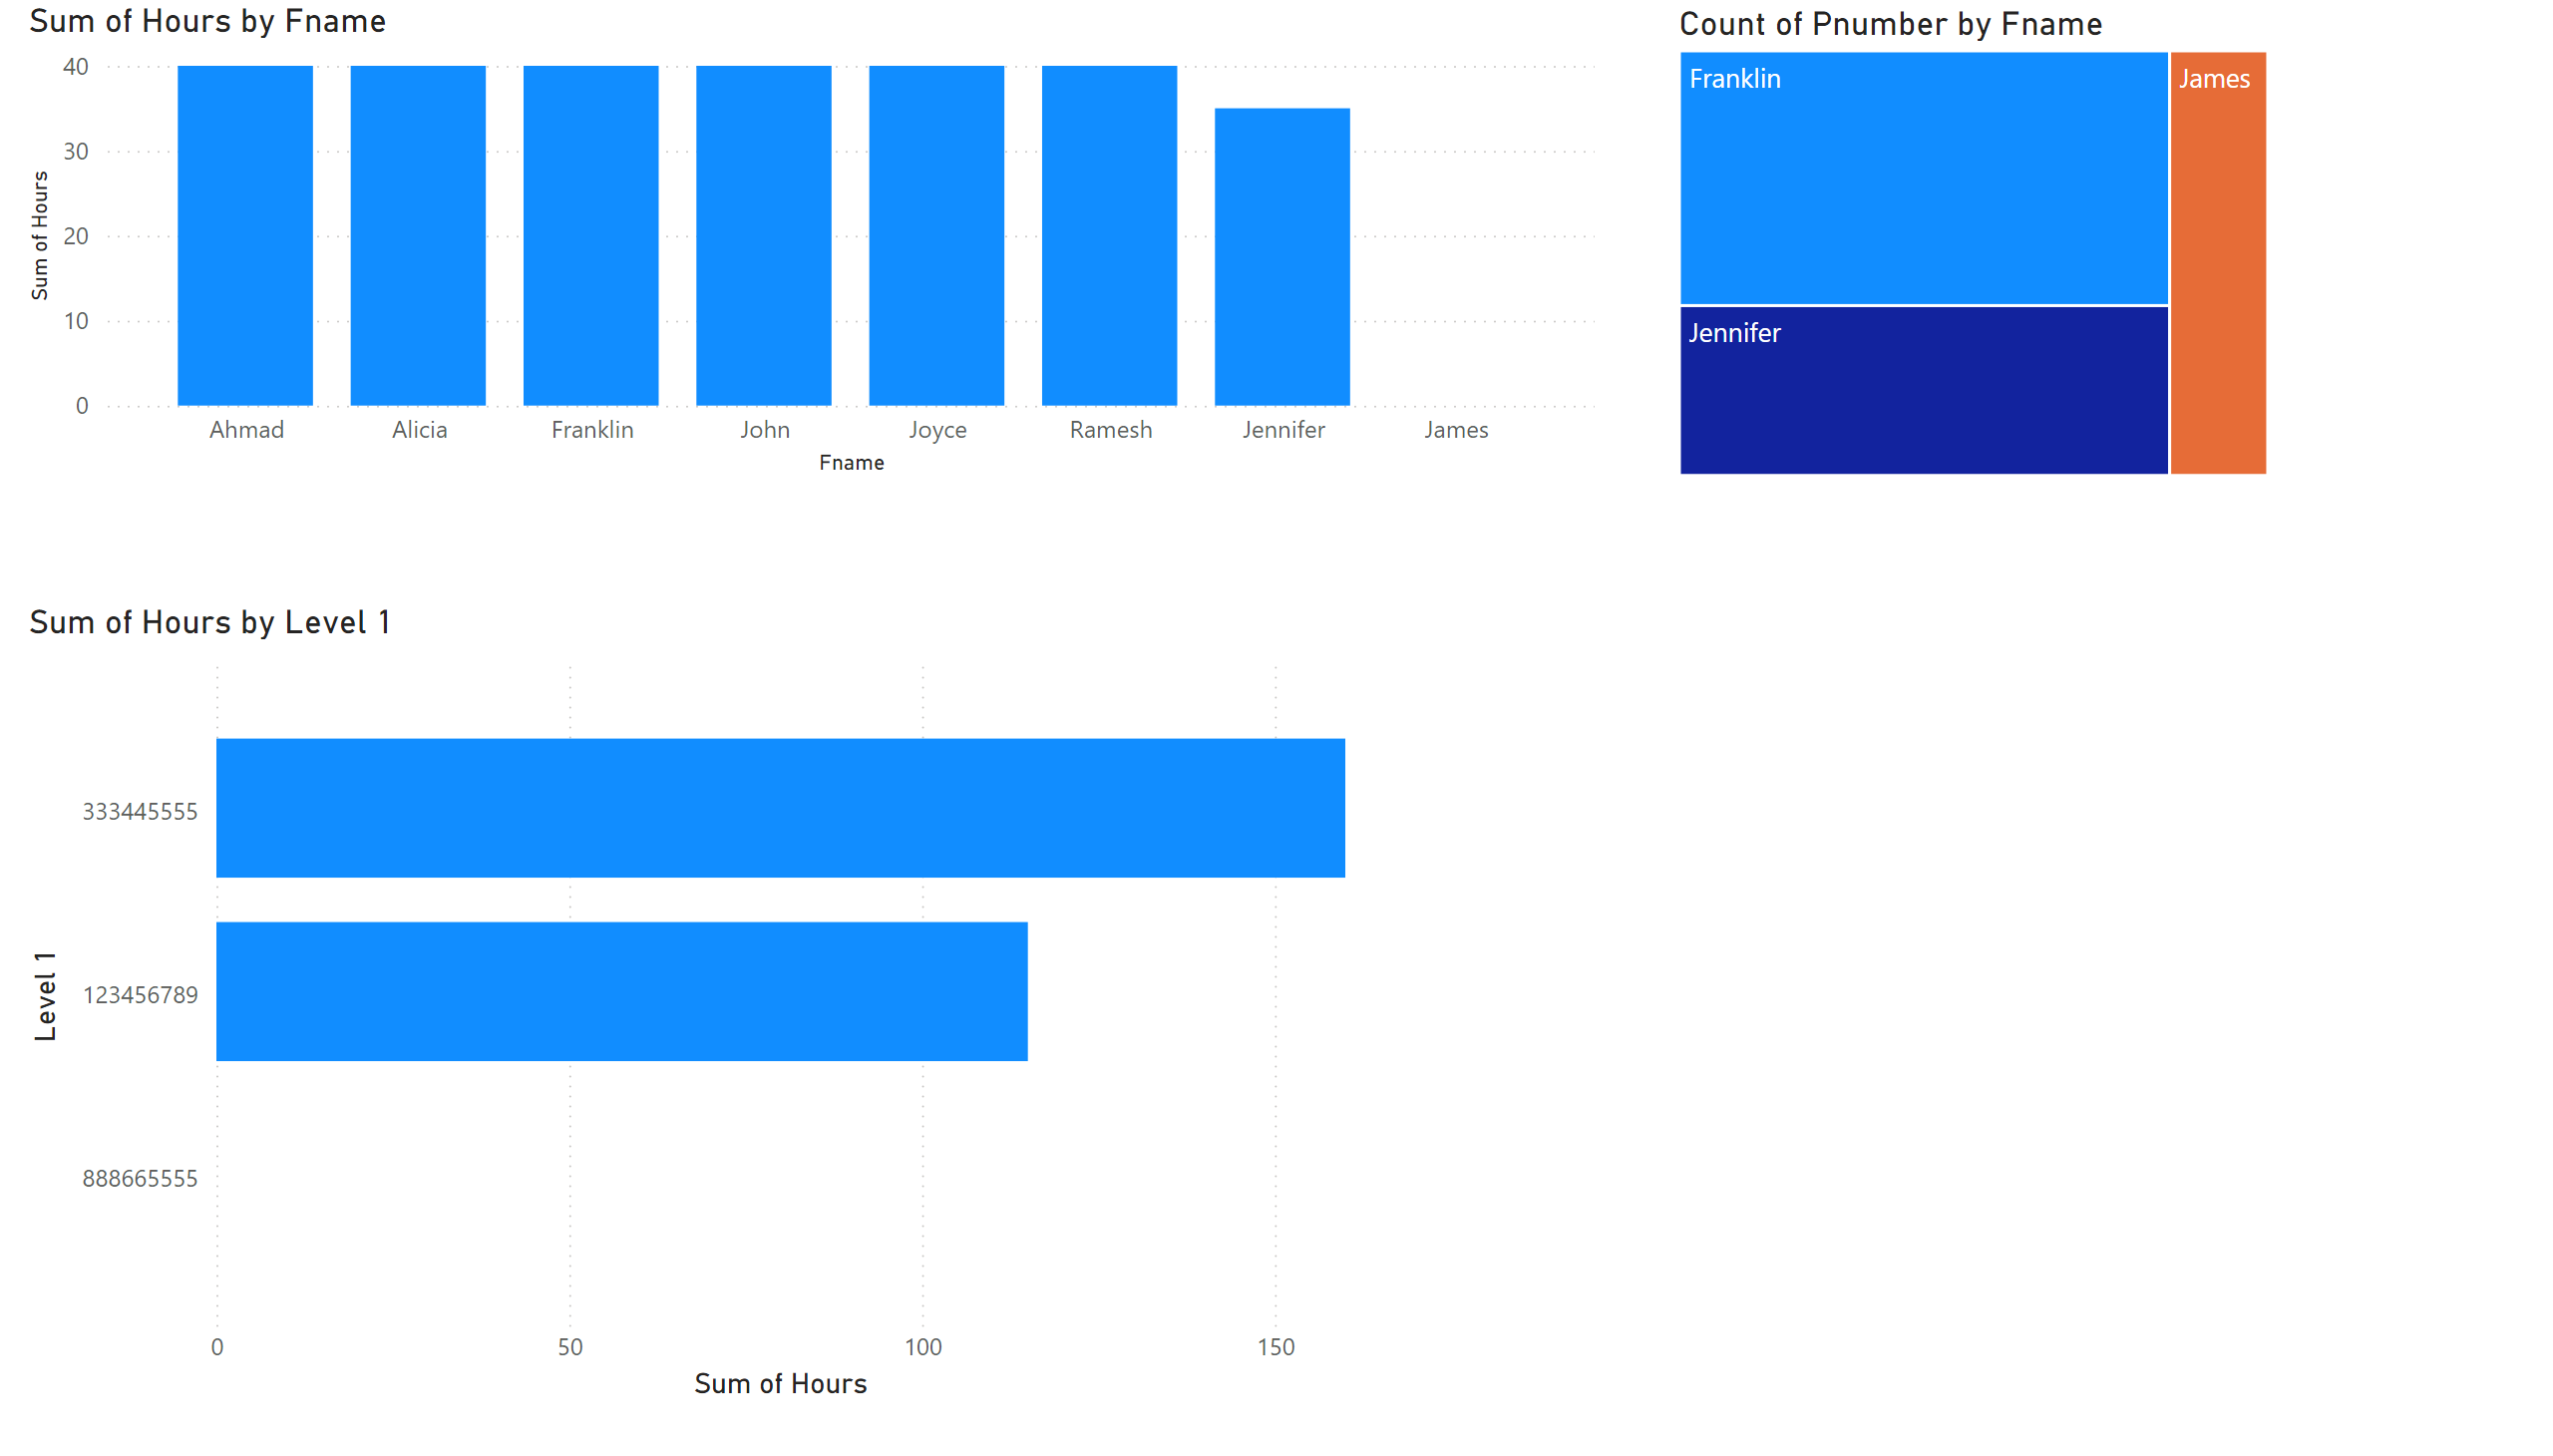 Sum of Hours by Fname
40
30
20
10
0
Sum of Hours
Ahmad Alicia Franklin John Joyce Ramesh Jennifer James
Fname
Count of Pnumber by Fname
Franklin
James
Jennifer
Sum of Hours by Level 1
Level 1
333445555
123456789
888665555
0 50 100 150
Sum of Hours